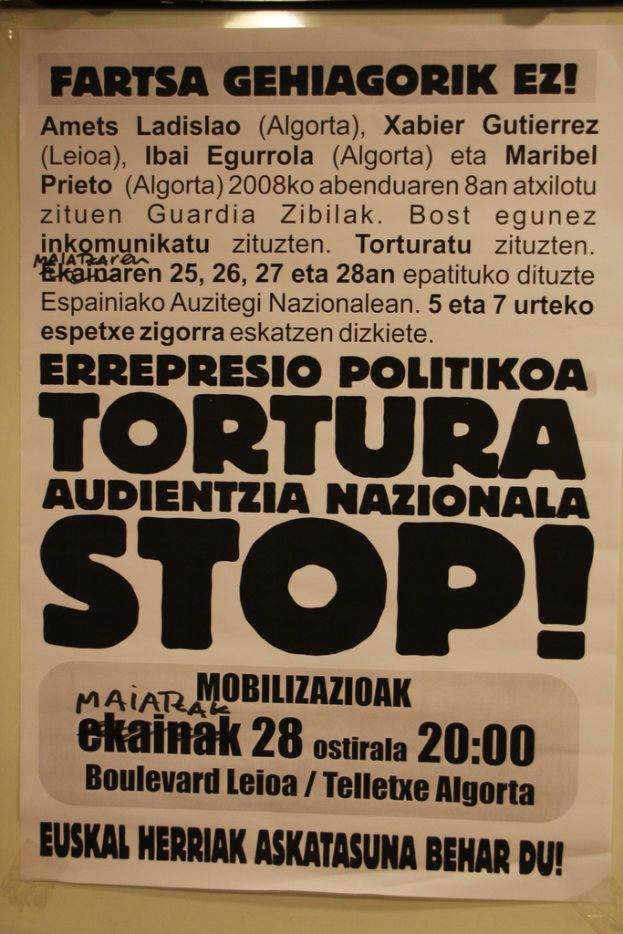 FARTSA GEHIAGORIK EZ!
Amets Ladislao (Algorta), Xabier Gutierrez
(Leioa), Ibai Egurrola (Algorta) eta Maribel
Prieto (Algorta) 2008ko abenduaren 8an atxilotu
zituen Guardia Zibilak. Bost egunez
inkomunikatu zituzten. Torturatu zituzten.
MAIATZAREN
Ekainaren 25, 26, 27 eta 28an epatituko dituzte
Espainiako Auzitegi Nazionalean. 5 eta 7 urteko
espetxe zigorra eskatzen dizkiete.
ERREPRESIO POLITIKOA
TORTURA
AUDIENTZIA NAZIONALA
STOP!
MOBILIZAZIOAK
MAIATZAK
ekainak 28 ostirala 20:00
Boulevard Leioa / Telletxe Algorta
EUSKAL HERRIAK ASKATASUNA BEHAR DU!